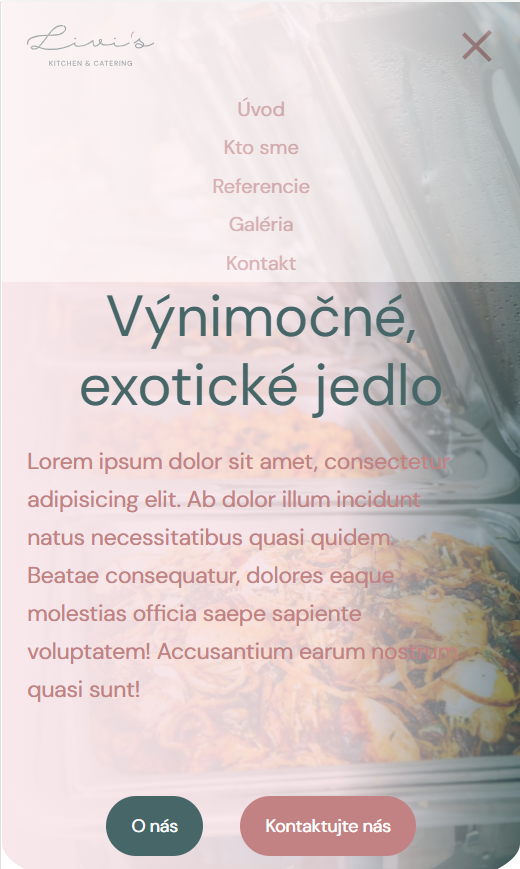 Livi's
KITCHEN & CATERING
Úvod
Kto sme
Referencie
Galéria
Kontakt
Výnimočné,
exotické jedlo
Lorem ipsum dolor sit amet, consectetur
adipisicing elit. Ab dolor illum incidunt
natus necessitatibus quasi quidem.
Beatae consequatur, dolores eaque
molestias officia saepe sapiente
voluptatem! Accusantium earum nostrum
quasi sunt!
O nás
Kontaktujte nás